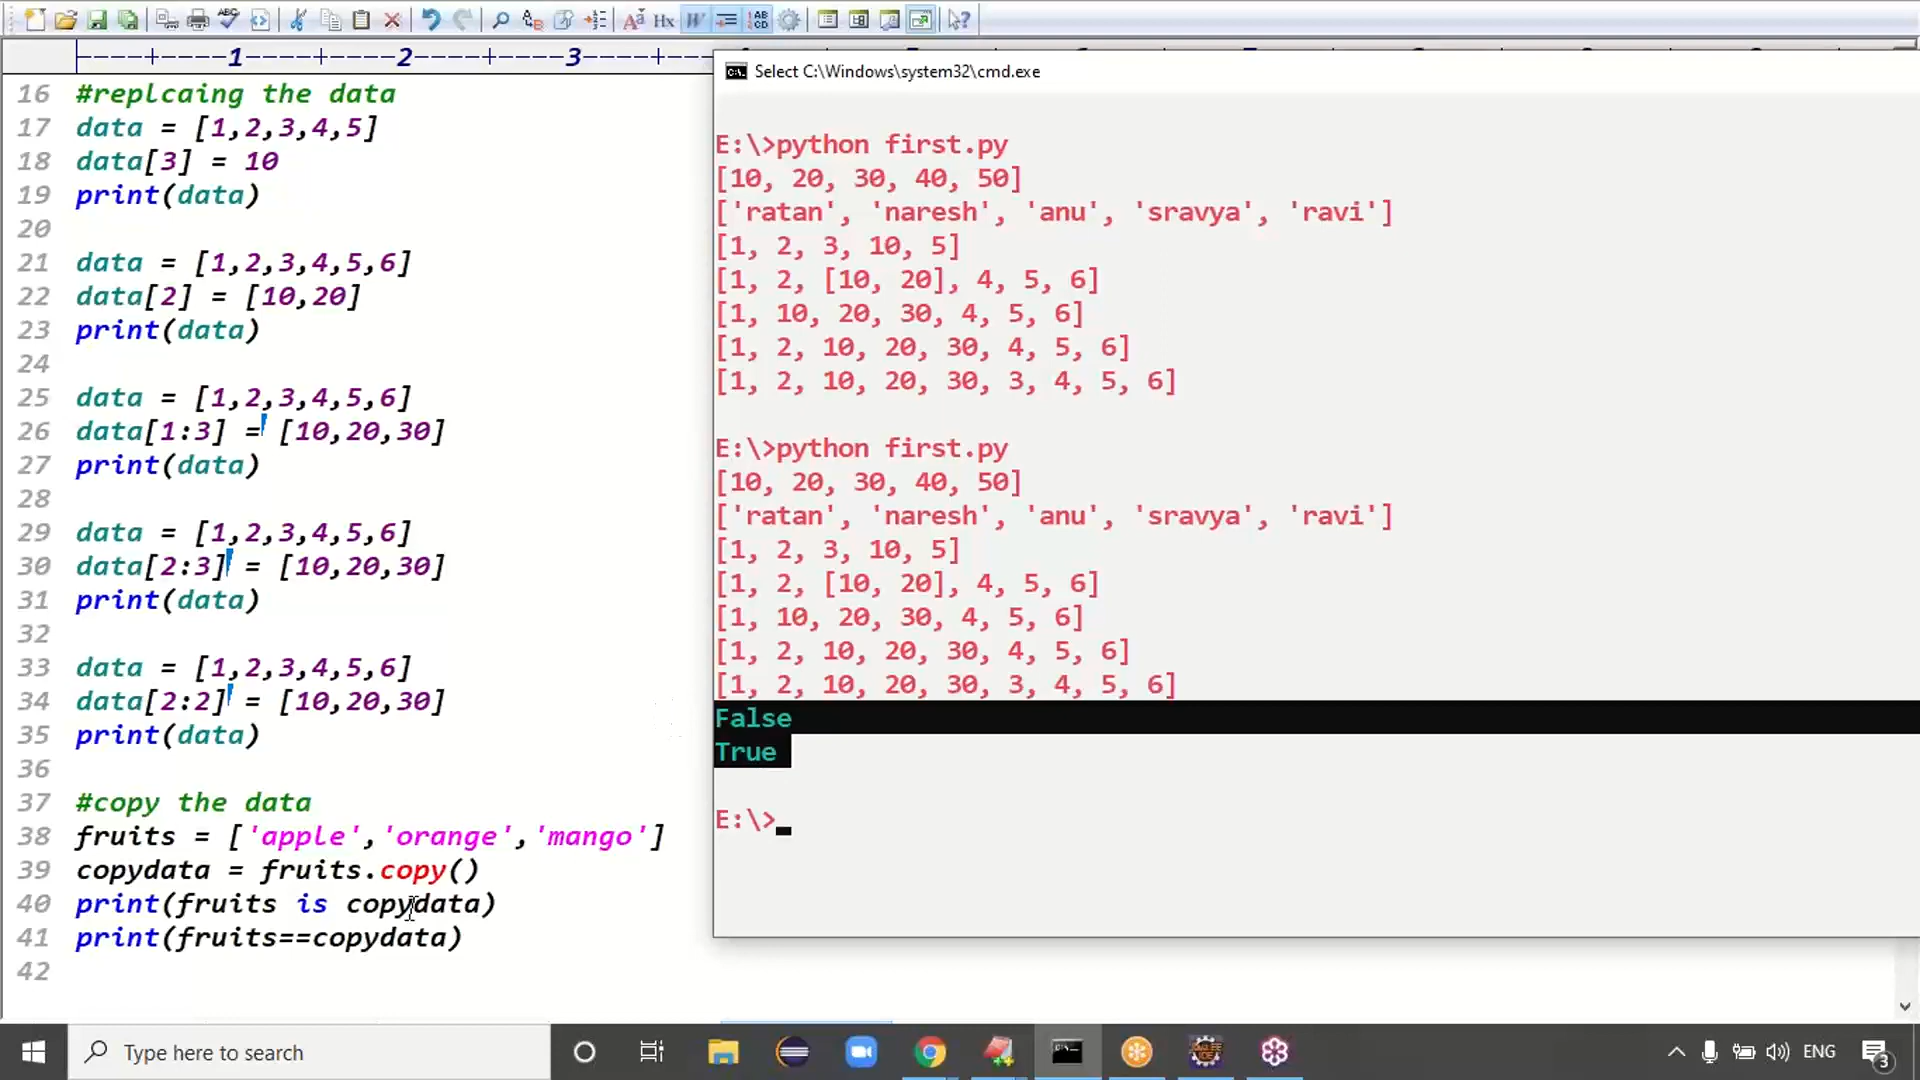 ----+----1----+----2----+----3----+--
16 #replcaing the data
17 data = [1,2,3,4,5]
18 data[3] = 10
19 print(data)
20
21 data = [1,2,3,4,5,6]
22 data[2] = [10,20]
23 print(data)
24
25 data = [1,2,3,4,5,6]
26 data[1:3] = [10,20,30]
27 print(data)
28
29 data = [1,2,3,4,5,6]
30 data[2:3] = [10,20,30]
31 print(data)
32
33 data = [1,2,3,4,5,6]
34 data[2:2] = [10,20,30]
35 print(data)
36
37 #copy the data
38 fruits = ['apple','orange','mango']
39 copydata = fruits.copy()
40 print(fruits is copydata)
41 print(fruits==copydata)
42
Select C:\Windows\system32\cmd.exe
E:\>python first.py
[10, 20, 30, 40, 50]
['ratan', 'naresh', 'anu', 'sravya', 'ravi']
[1, 2, 3, 10, 5]
[1, 2, [10, 20], 4, 5, 6]
[1, 10, 20, 30, 4, 5, 6]
[1, 2, 10, 20, 30, 4, 5, 6]
[1, 2, 10, 20, 30, 3, 4, 5, 6]
E:\>python first.py
[10, 20, 30, 40, 50]
['ratan', 'naresh', 'anu', 'sravya', 'ravi']
[1, 2, 3, 10, 5]
[1, 2, [10, 20], 4, 5, 6]
[1, 10, 20, 30, 4, 5, 6]
[1, 2, 10, 20, 30, 4, 5, 6]
[1, 2, 10, 20, 30, 3, 4, 5, 6]
False
True
E:\>
Type here to search
ENG
3